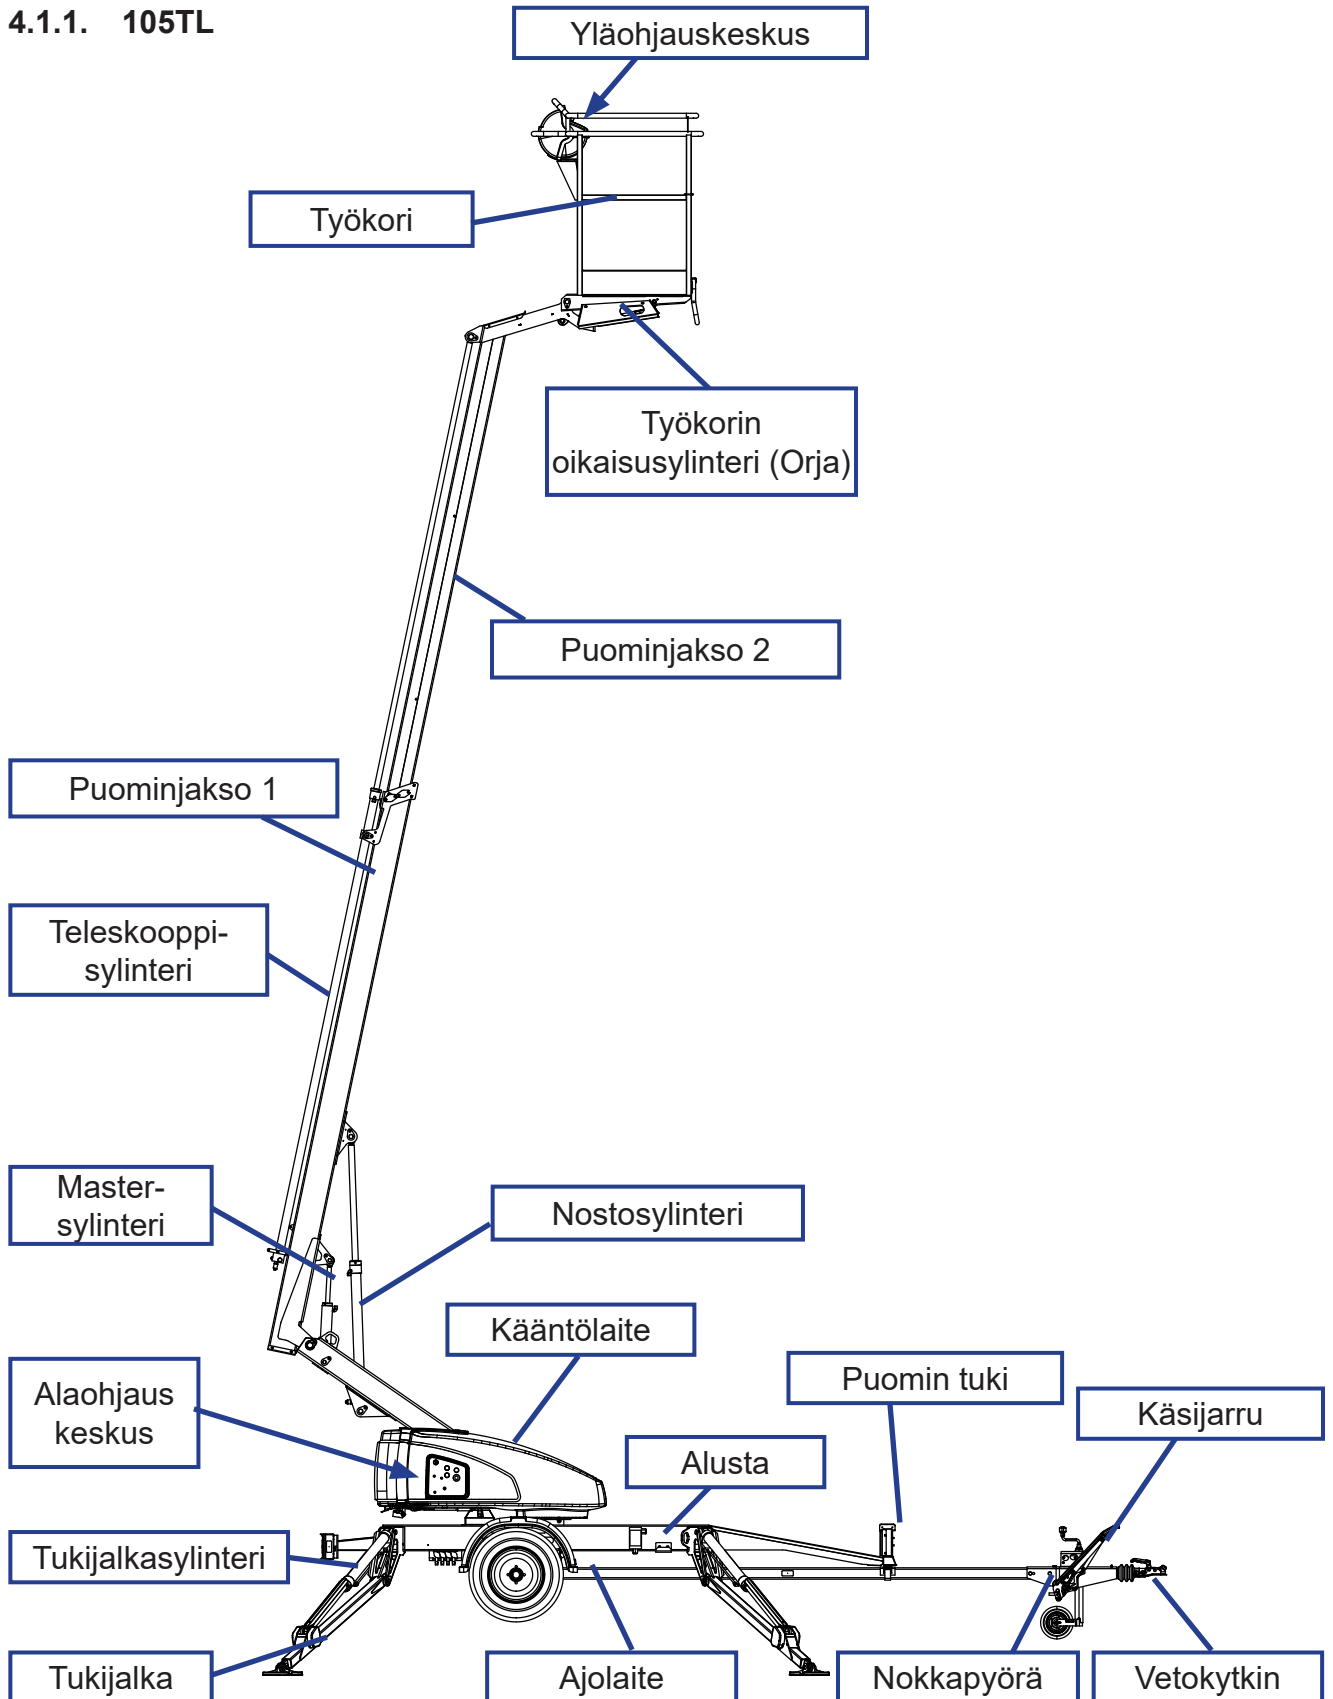 4.1.1. 105TL
Yläohjauskeskus
Työkori
Työkorin
oikaisusylinteri (Orja)
Puominjakso 2
Puominjakso 1
Teleskooppi-
sylinteri
Master-
sylinteri
Nostosylinteri
Kääntölaite
Puomin tuki
Alaohjaus
keskus
Käsijarru
Alusta
Tukijalkasylinteri
Tukijalka
Ajolaite
Nokkapyörä
Vetokytkin